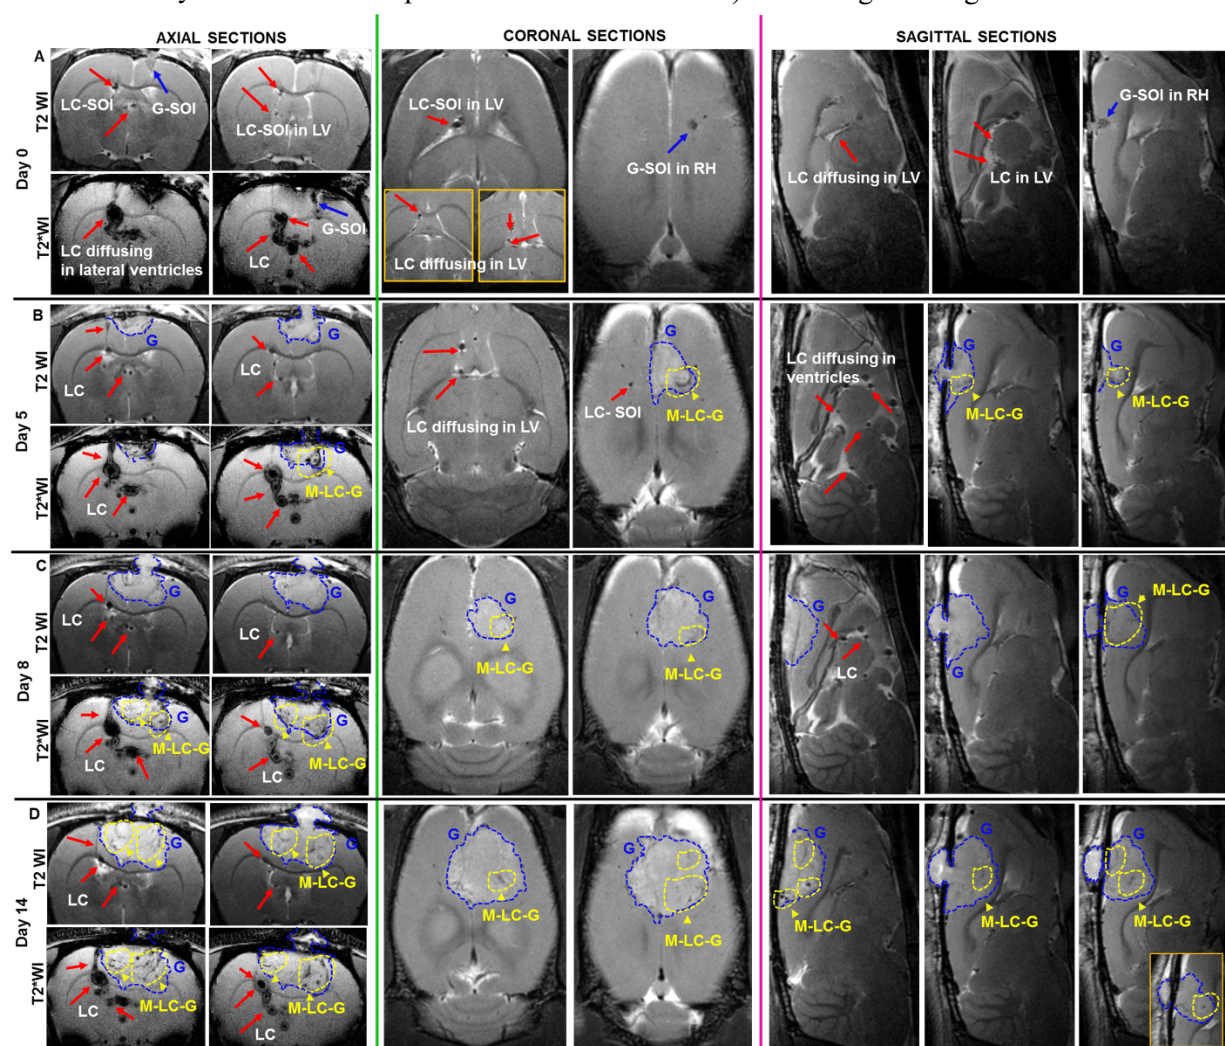 AXIAL SECTIONS
CORONAL SECTIONS
SAGITTAL SECTIONS
A
Day 0
T2 WI
LC-SOI
G-SOI
LC-SOI in LV
LC-SOI in LV
G-SOI in RH
LC diffusing in LV
LC in LV
G-SOI in RH
T2*WI
LC diffusing
in lateral ventricles
LC
G-SOI
LC diffusing in LV
B
Day 5
T2 WI
LC
G
LC
G
LC diffusing in LV
G
LC- SOI
M-LC-G
LC diffusing in
ventricles
G
M-LC-G
G
M-LC-G
T2*WI
LC
G
M-LC-G
C
Day 8
T2 WI
LC
G
LC
G
G
M-LC-G
G
M-LC-G
G
LC
G
G
M-LC-G
T2*WI
LC
G
M-LC-G
LC
G
M-LC-G
D
Day 14
T2 WI
LC
G
G
M-LC-G
G
M-LC-G
G
M-LC-G
G
M-LC-G
G
M-LC-G
G
M-LC-G
T2*WI
LC
G
M-LC-G
LC
G
M-LC-G